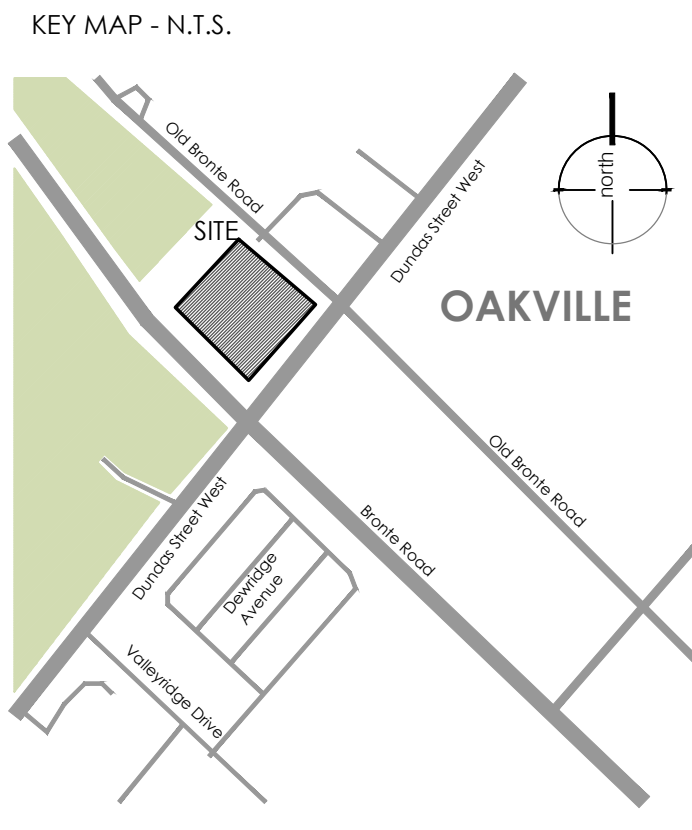 KEY MAP - N.T.S.
Old Bronte Road
north
Dundas Street West
SITE
OAKVILLE
Old Bronte Road
Dundas Street West
Bronte Road
Dewridge
Avenue
Valleyridge Drive